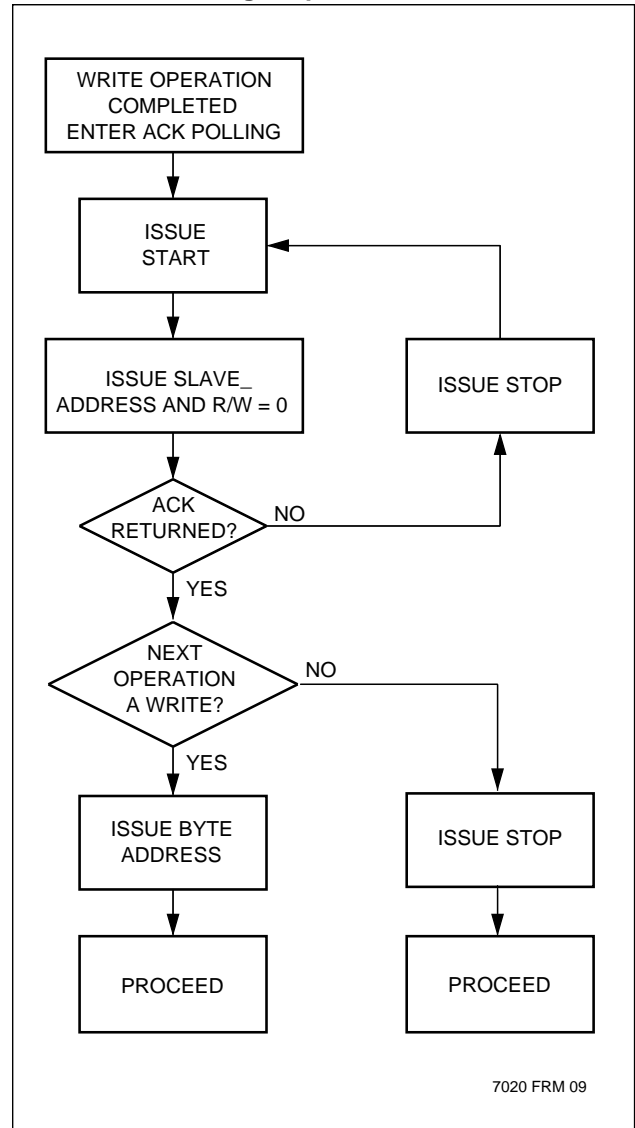 WRITE OPERATION
COMPLETED
ENTER ACK POLLING
ISSUE
START
ISSUE SLAVE_
ADDRESS AND R/W = 0
ISSUE STOP
ACK
RETURNED?
NO
YES
NEXT
OPERATION
A WRITE?
NO
YES
ISSUE BYTE
ADDRESS
ISSUE STOP
PROCEED
PROCEED
7020 FRM 09